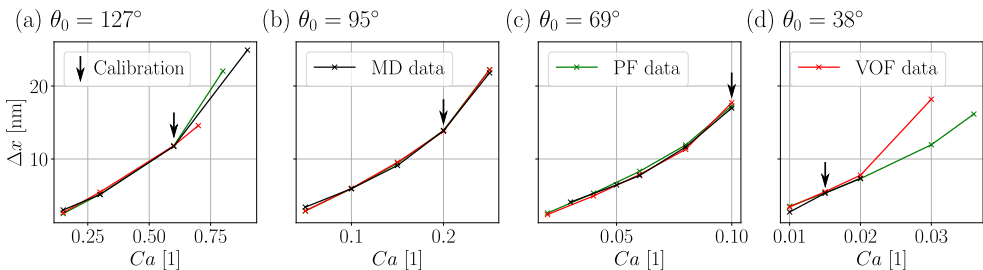 (a) θ₀ = 127°
(b) θ₀ = 95°
(c) θ₀ = 69°
(d) θ₀ = 38°
Calibration
MD data
PF data
VOF data
Δx [nm]
20
10
0.25 0.50 0.75
0.1 0.2
0.05 0.10
0.01 0.02 0.03
Ca [1]
Ca [1]
Ca [1]
Ca [1]